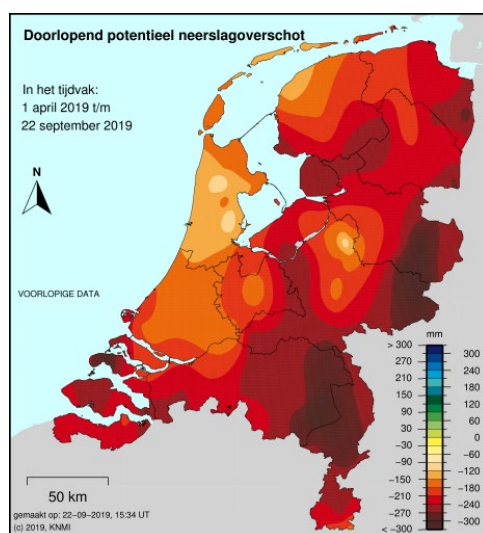 Doorlopend potentieel neerslagoverschot
In het tijdvak:
1 april 2019 t/m
22 september 2019
N
VOORLOPIGE DATA
mm
> 300
270
210
150
90
30
-30
-90
-150
-210
-270
< -300
300
240
180
120
60
0
-60
-120
-180
-240
-300
50 km
gemaakt op: 22-09-2019, 15:34 UT
(c) 2019, KNMI